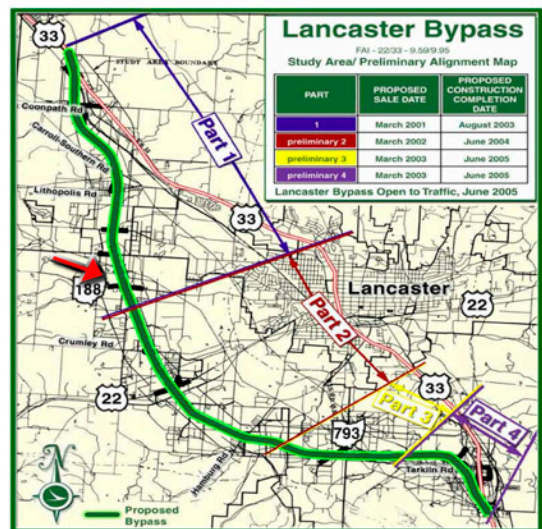 Lancaster Bypass
FAI - 22/33 - 9.59/9.95
Study Area/ Preliminary Alignment Map
PART
PROPOSED
SALE DATE
PROPOSED
CONSTRUCTION
COMPLETION
DATE
1
March 2001
August 2003
preliminary 2
March 2002
June 2004
preliminary 3
March 2003
June 2005
preliminary 4
March 2003
June 2005
Lancaster Bypass Open to Traffic, June 2005
33
STUDY AREA BOUNDARY
Coonpath Rd
Part 1
Carroll-Southern Rd
Lithopolis Rd
33
188
Lancaster
22
Crumley Rd
Part 2
22
33
Part 3
793
Part 4
Hamburg Rd
Tarkiln Rd
N
Proposed
Bypass